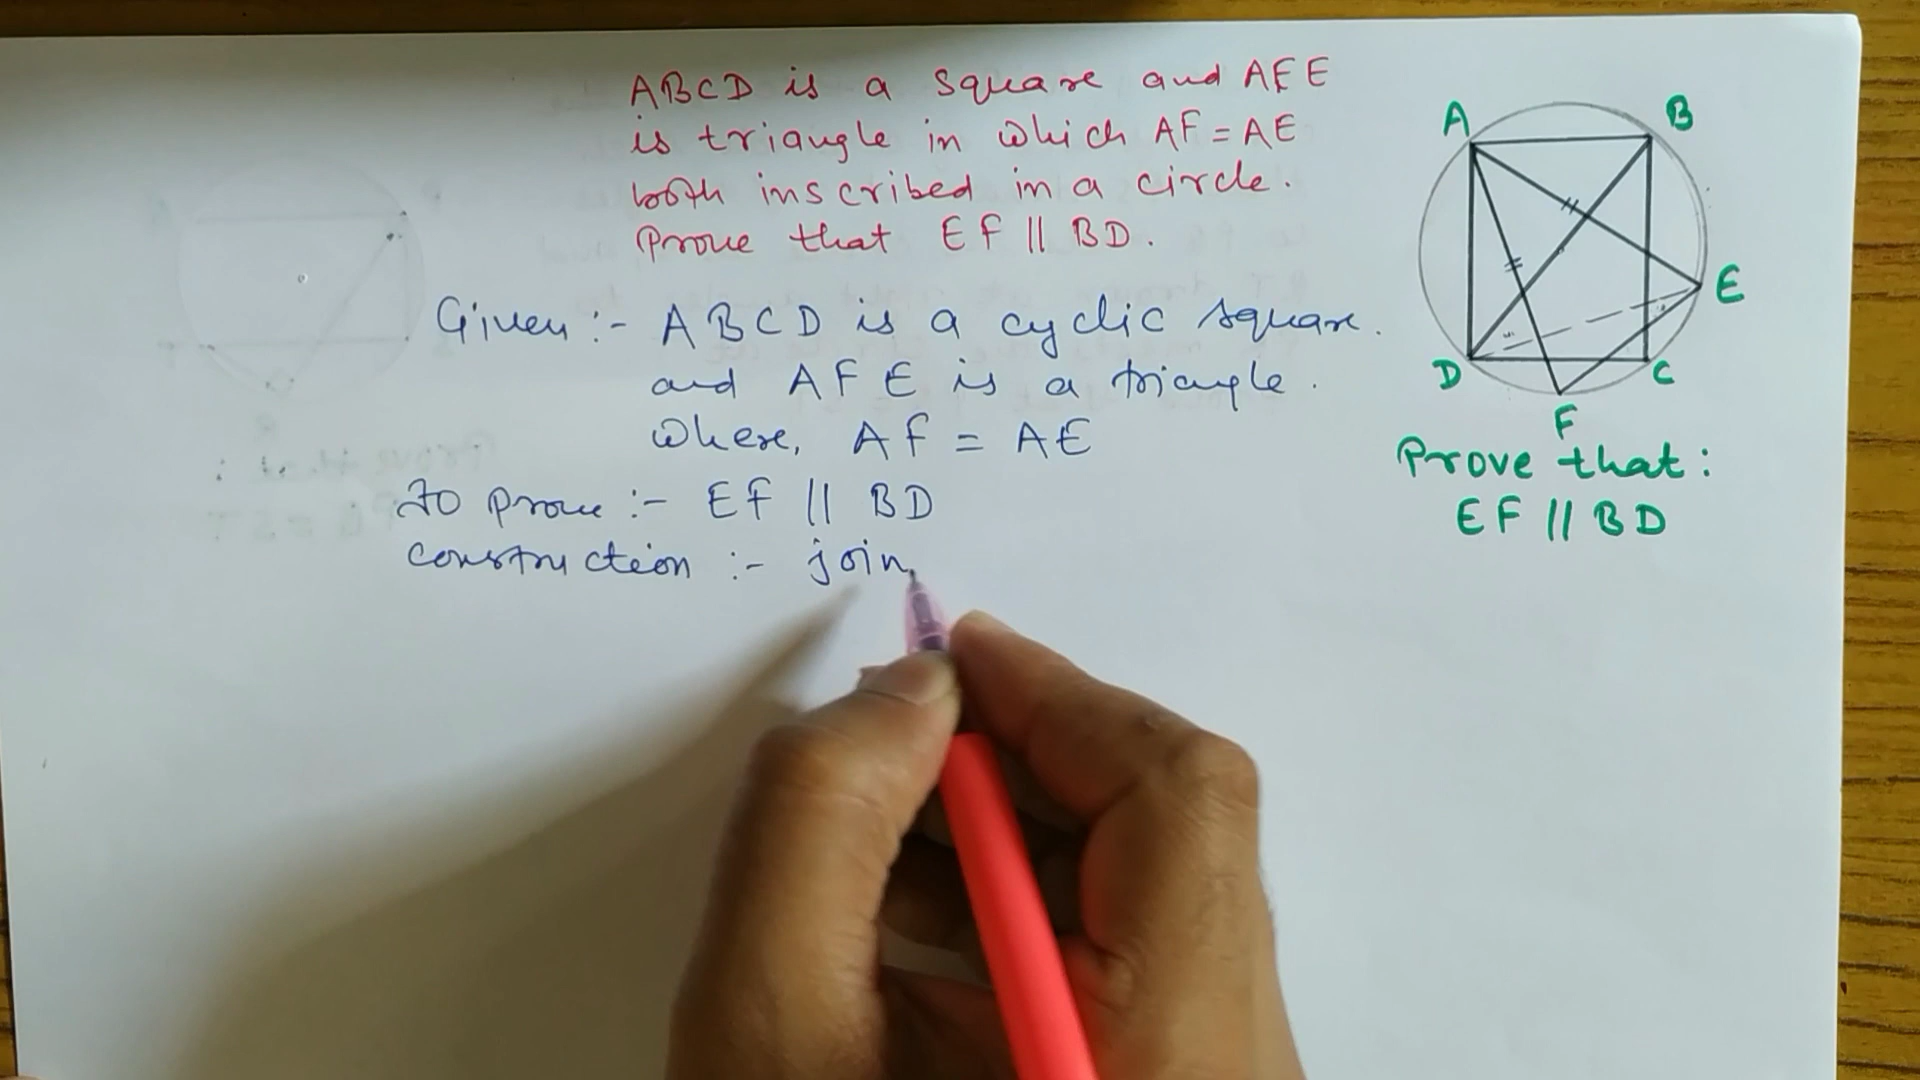 ABCD is a square and AFE
is triangle in which AF = AE
both inscribed in a circle.
Prove that EF || BD.
Given :- ABCD is a cyclic square.
and AFE is a triangle.
where, AF = AE
To prove :- EF || BD
construction :- join
A
B
E
D
C
F
Prove that:
EF || BD